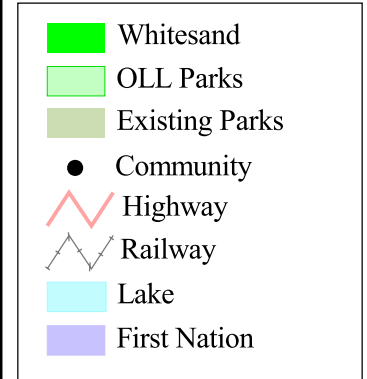 Whitesand
OLL Parks
Existing Parks
Community
Highway
Railway
Lake
First Nation